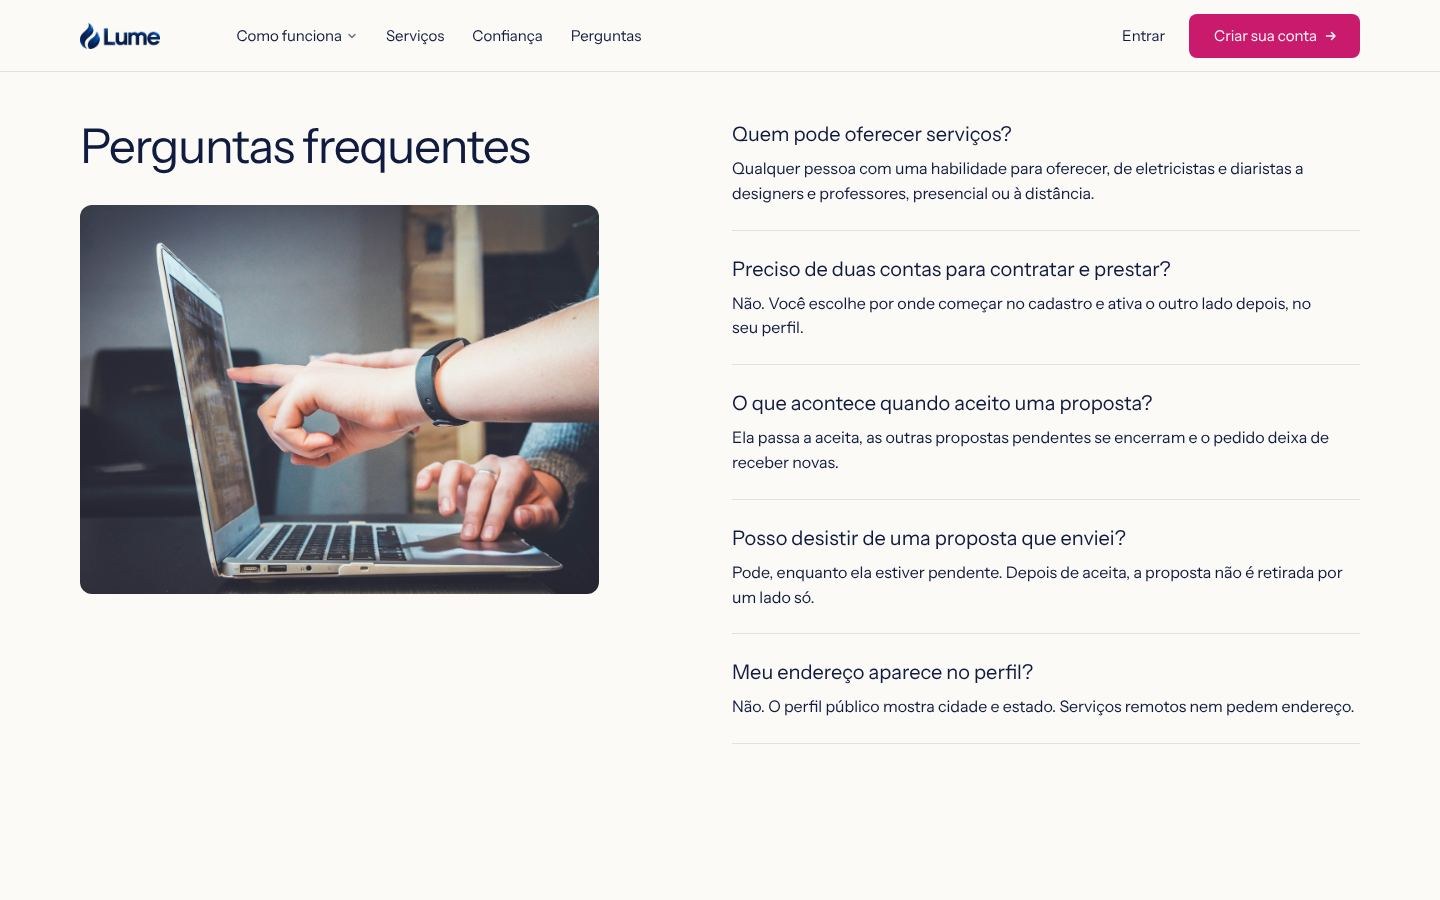 Lume
Como funciona
Serviços
Confiança
Perguntas
Entrar
Criar sua conta →
Perguntas frequentes
Quem pode oferecer serviços?
Qualquer pessoa com uma habilidade para oferecer, de eletricistas e diaristas a
designers e professores, presencial ou à distância.
Preciso de duas contas para contratar e prestar?
Não. Você escolhe por onde começar no cadastro e ativa o outro lado depois, no
seu perfil.
O que acontece quando aceito uma proposta?
Ela passa a aceita, as outras propostas pendentes se encerram e o pedido deixa de
receber novas.
Posso desistir de uma proposta que enviei?
Pode, enquanto ela estiver pendente. Depois de aceita, a proposta não é retirada por
um lado só.
Meu endereço aparece no perfil?
Não. O perfil público mostra cidade e estado. Serviços remotos nem pedem endereço.